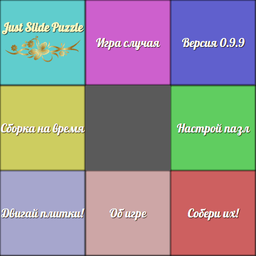 Just Slide Puzzle
Игра случая
Версия 0.9.9
Сборка на время
Настрой пазл
Двигай плитки!
Об игре
Собери их!